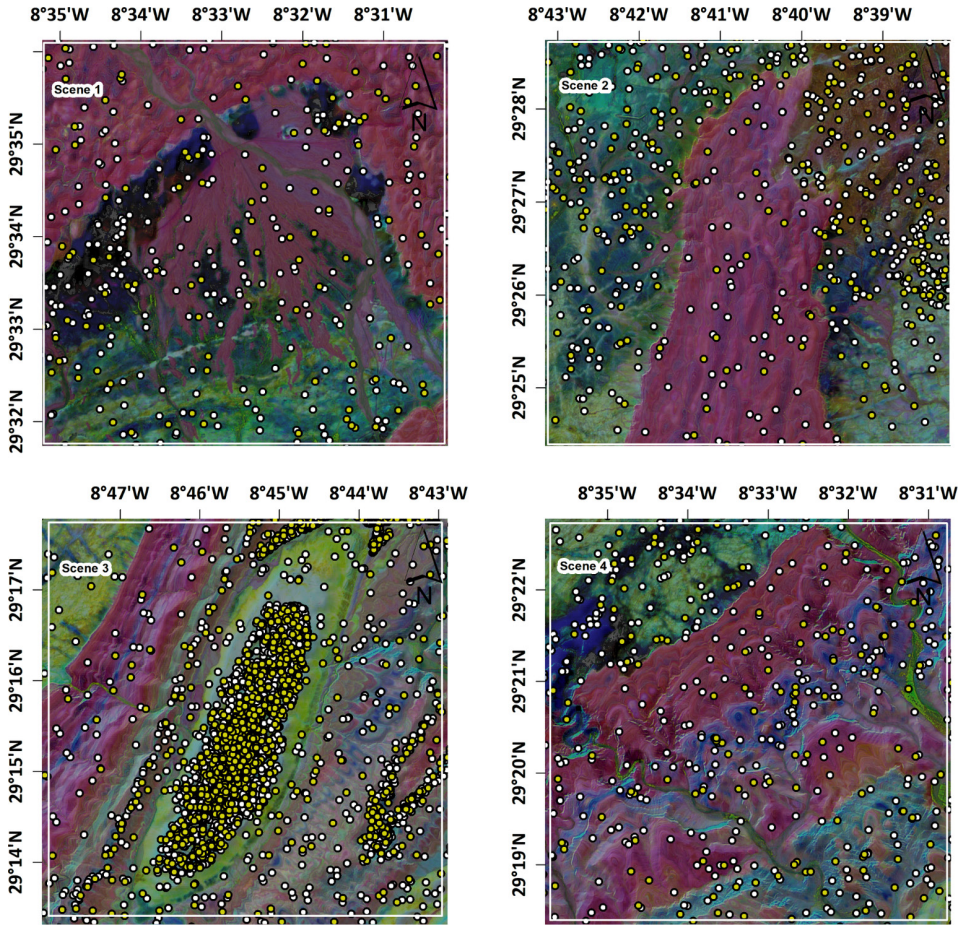 8°35'W 8°34'W 8°33'W 8°32'W 8°31'W
Scene 1
N
29°35'N
29°34'N
29°33'N
29°32'N
8°43'W 8°42'W 8°41'W 8°40'W 8°39'W
Scene 2
N
29°28'N
29°27'N
29°26'N
29°25'N
8°47'W 8°46'W 8°45'W 8°44'W 8°43'W
Scene 3
N
29°17'N
29°16'N
29°15'N
29°14'N
8°35'W 8°34'W 8°33'W 8°32'W 8°31'W
Scene 4
N
29°22'N
29°21'N
29°20'N
29°19'N